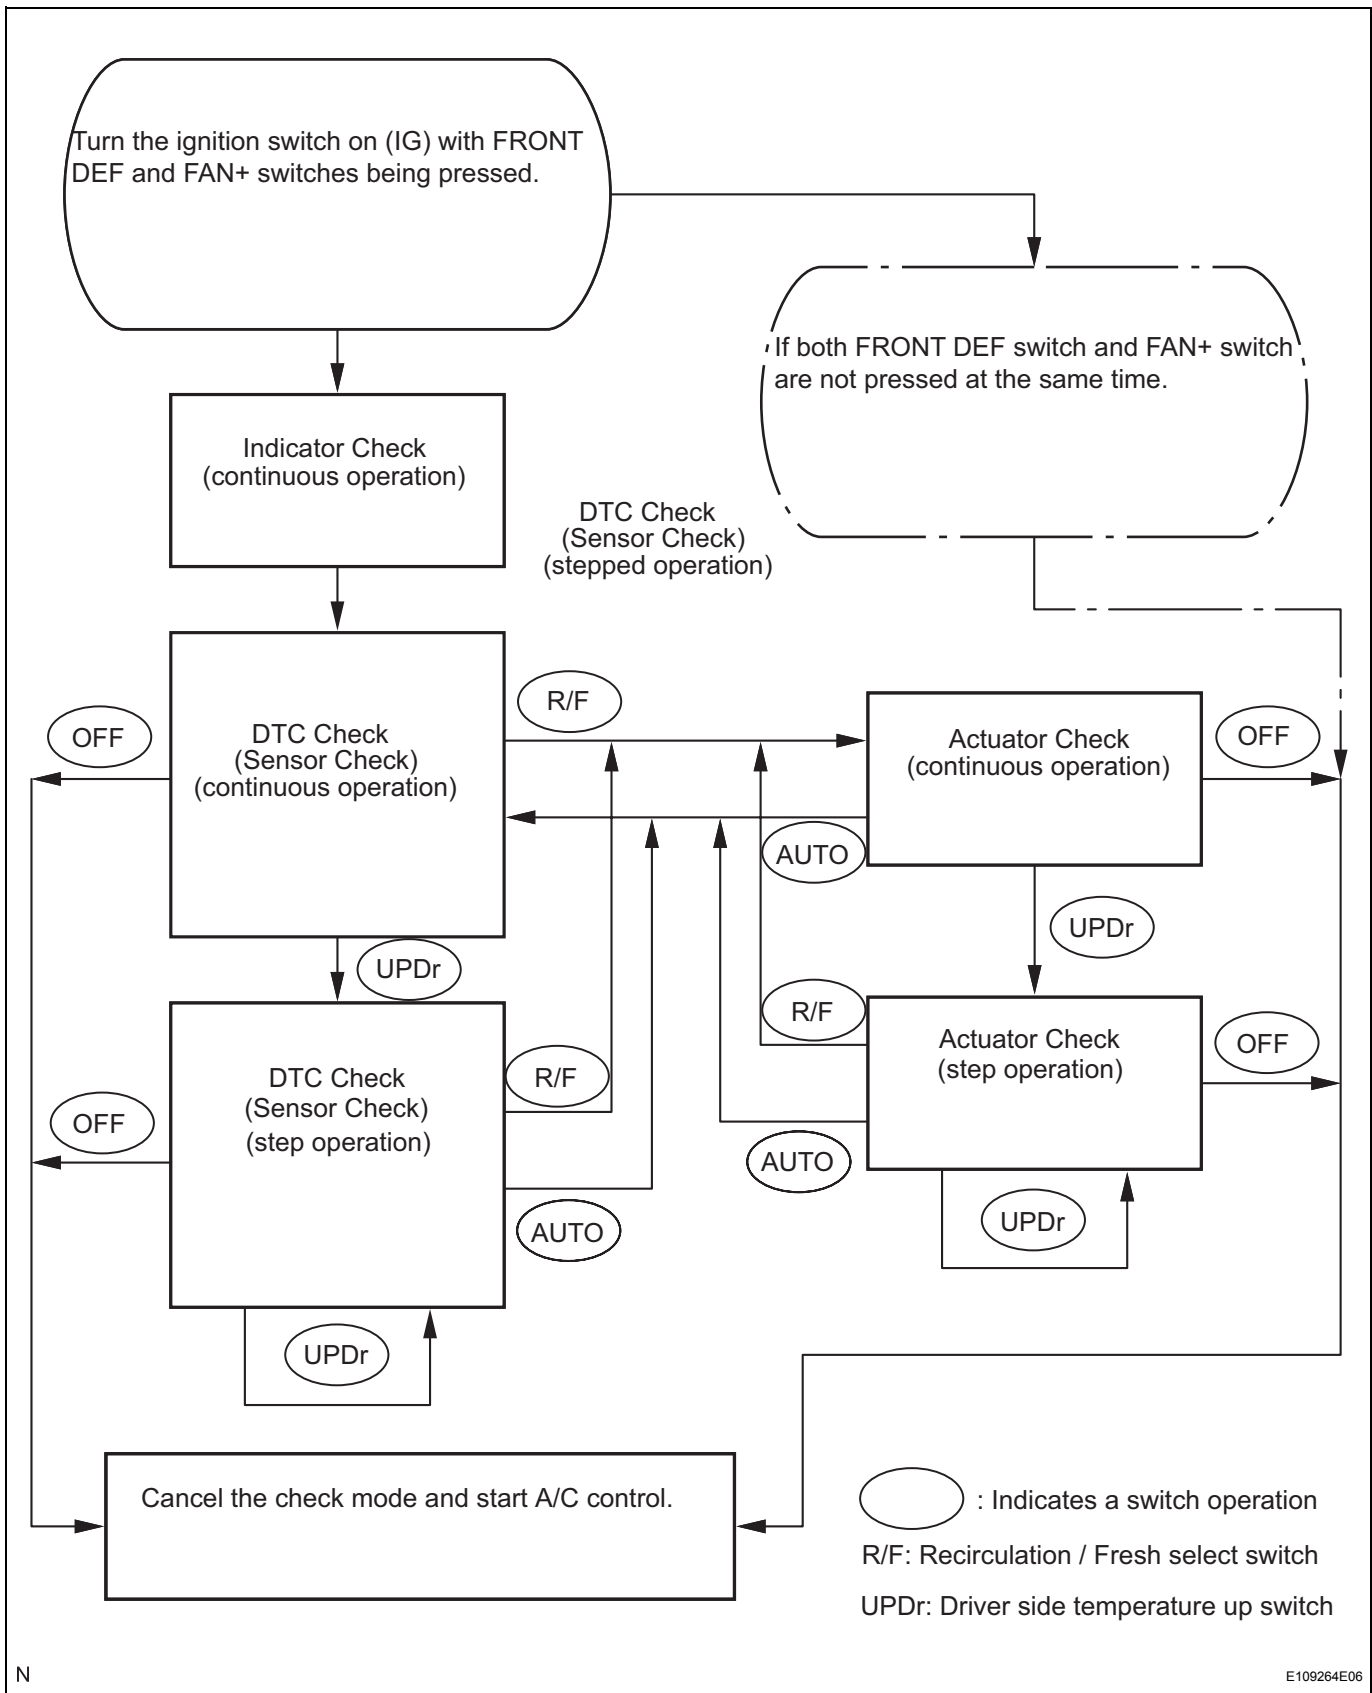 Turn the ignition switch on (IG) with FRONT
DEF and FAN+ switches being pressed.
If both FRONT DEF switch and FAN+ switch
are not pressed at the same time.
Indicator Check
(continuous operation)
DTC Check
(Sensor Check)
(stepped operation)
R/F
OFF
DTC Check
(Sensor Check)
(continuous operation)
Actuator Check
(continuous operation)
OFF
AUTO
UPDr
UPDr
R/F
Actuator Check
(step operation)
OFF
DTC Check
(Sensor Check)
(step operation)
R/F
OFF
AUTO
AUTO
UPDr
UPDr
Cancel the check mode and start A/C control.
: Indicates a switch operation
R/F: Recirculation / Fresh select switch
UPDr: Driver side temperature up switch
N
E109264E06